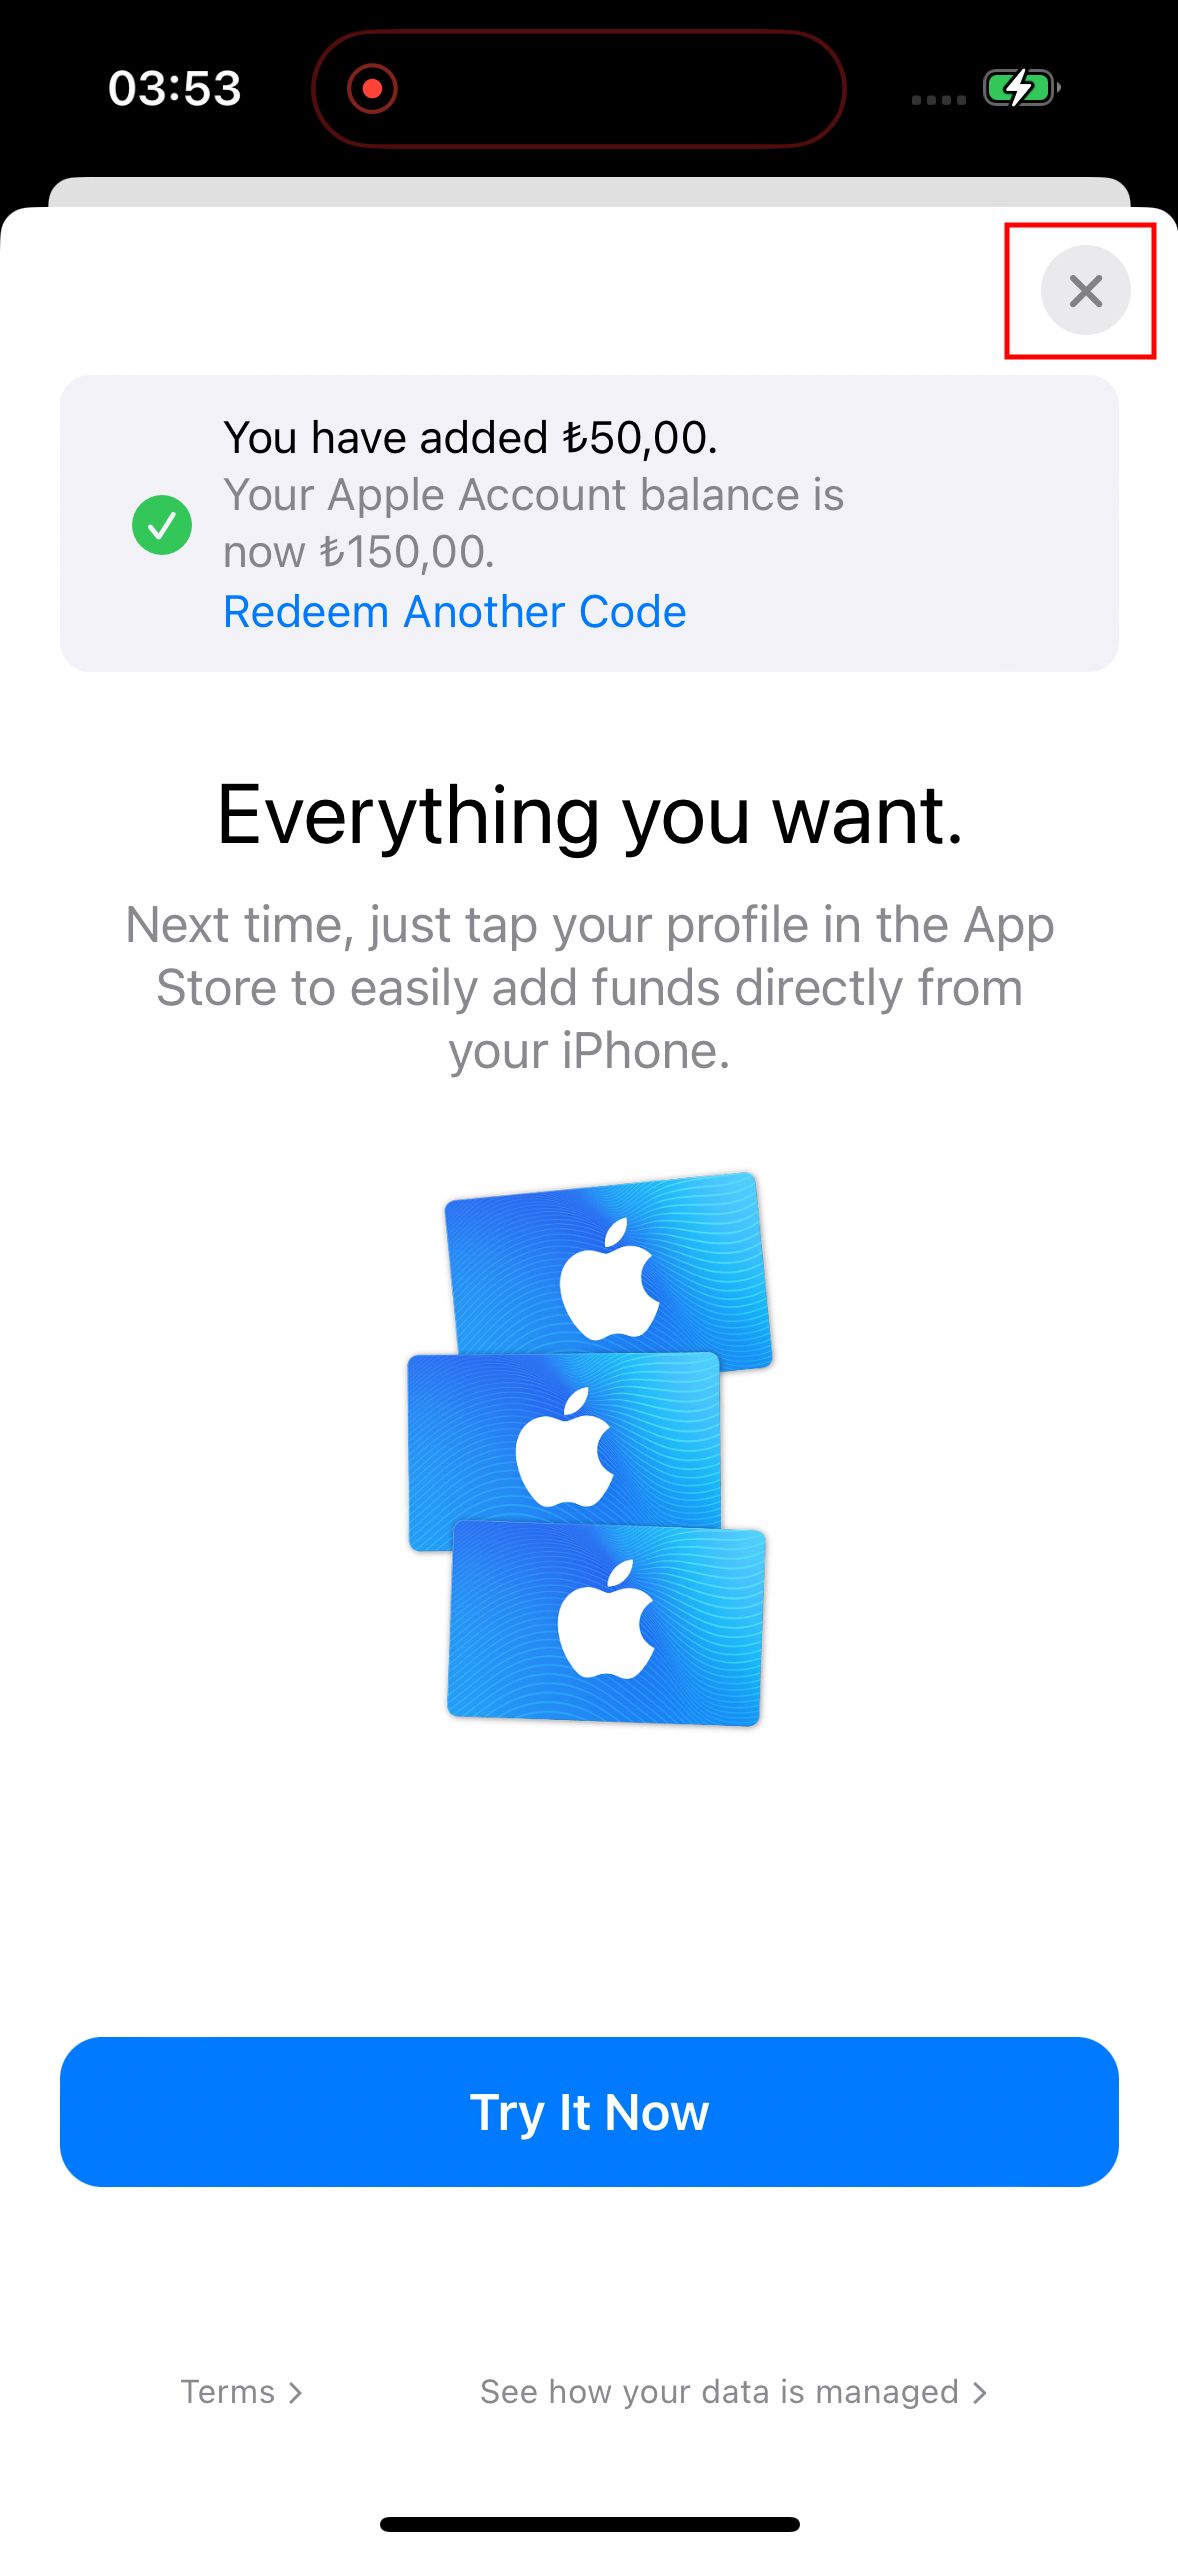 03:53
You have added ₺50,00.
Your Apple Account balance is
now ₺150,00.
Redeem Another Code
Everything you want.
Next time, just tap your profile in the App
Store to easily add funds directly from
your iPhone.
Try It Now
Terms >
See how your data is managed >